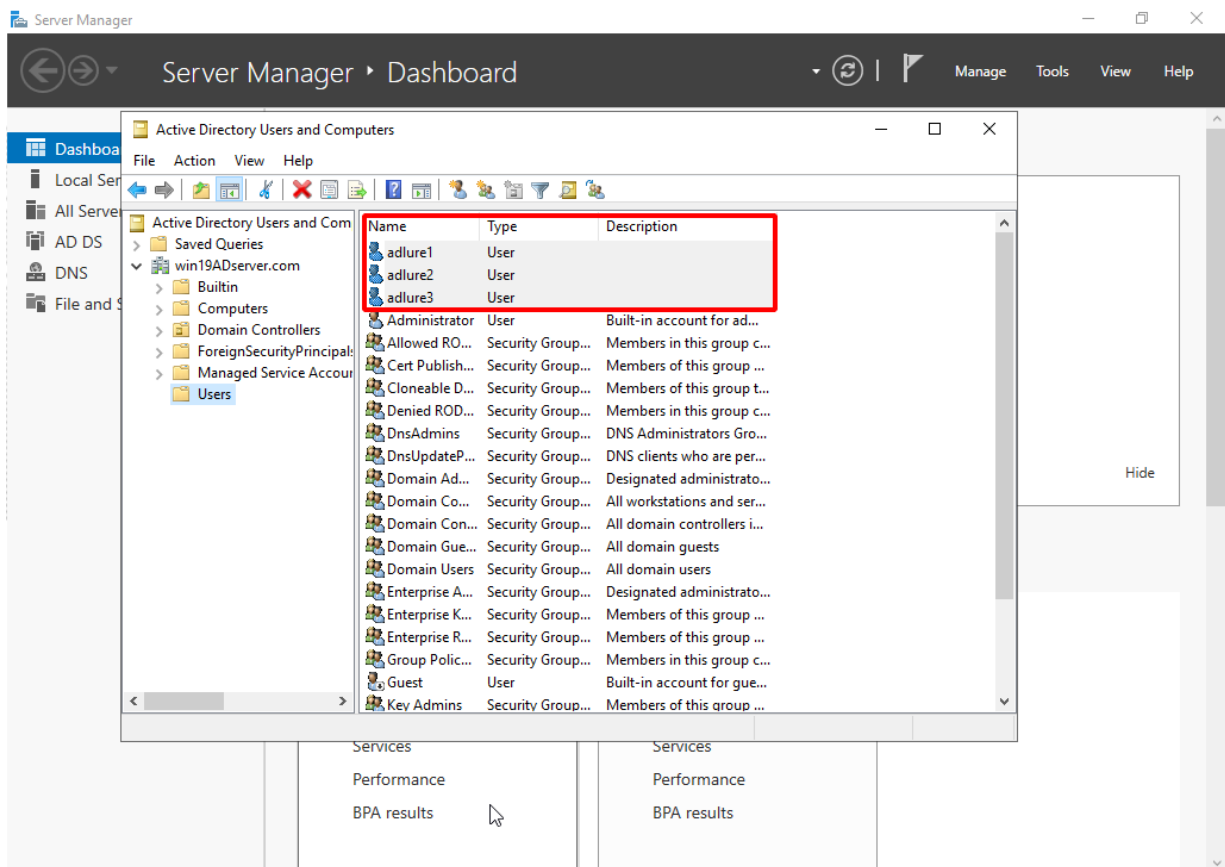 Server Manager
Server Manager ‣ Dashboard
Manage Tools View Help
Dashboa
Local Ser
All Server
AD DS
DNS
File and S
Active Directory Users and Computers
File Action View Help
Active Directory Users and Com
Saved Queries
win19ADserver.com
Builtin
Computers
Domain Controllers
ForeignSecurityPrincipals
Managed Service Accour
Users
Name Type Description
adlure1 User
adlure2 User
adlure3 User
Administrator User Built-in account for ad...
Allowed RO... Security Group... Members in this group c...
Cert Publish... Security Group... Members of this group ...
Cloneable D... Security Group... Members of this group t...
Denied ROD... Security Group... Members in this group c...
DnsAdmins Security Group... DNS Administrators Gro...
DnsUpdateP... Security Group... DNS clients who are per...
Domain Ad... Security Group... Designated administrato...
Domain Co... Security Group... All workstations and ser...
Domain Con... Security Group... All domain controllers i...
Domain Gue... Security Group... All domain guests
Domain Users Security Group... All domain users
Enterprise A... Security Group... Designated administrato...
Enterprise K... Security Group... Members of this group ...
Enterprise R... Security Group... Members of this group ...
Group Polic... Security Group... Members in this group c...
Guest User Built-in account for gue...
Key Admins Security Group... Members of this group ...
Hide
Services Services
Performance Performance
BPA results BPA results